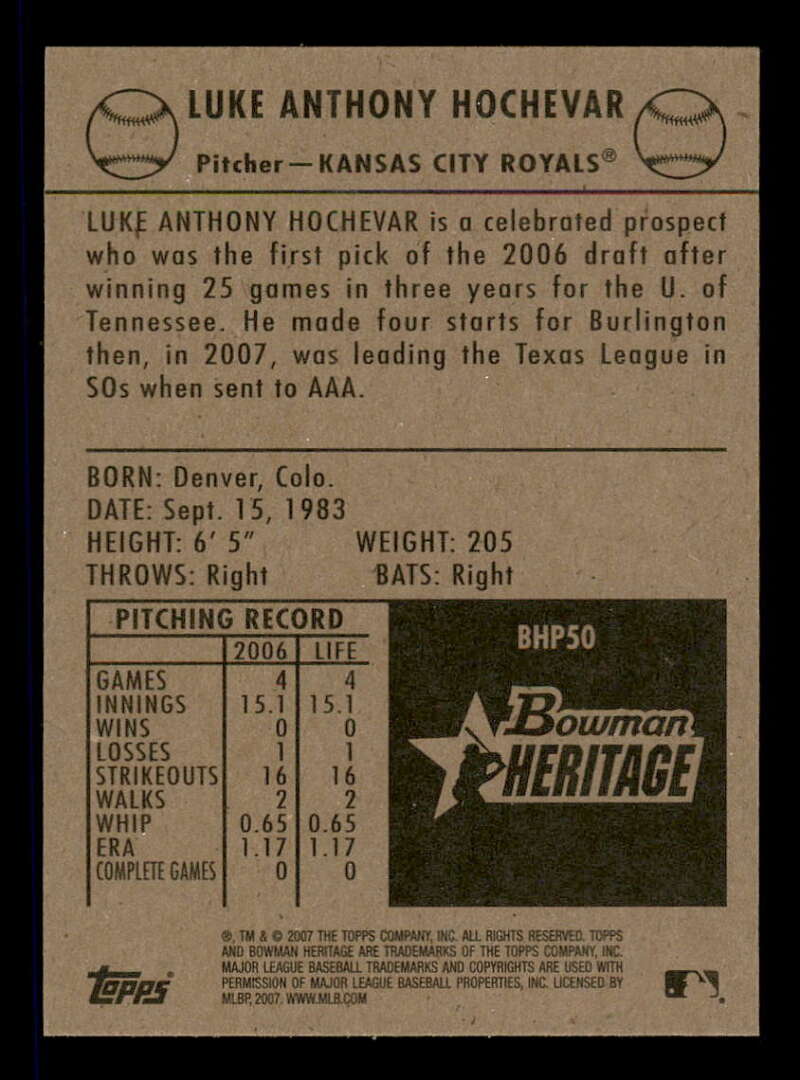 LUKE ANTHONY HOCHEVAR
Pitcher—KANSAS CITY ROYALS®
LUKE ANTHONY HOCHEVAR is a celebrated prospect
who was the first pick of the 2006 draft after
winning 25 games in three years for the U. of
Tennessee. He made four starts for Burlington
then, in 2007, was leading the Texas League in
SOs when sent to AAA.
BORN: Denver, Colo.
DATE: Sept. 15, 1983
HEIGHT: 6' 5" WEIGHT: 205
THROWS: Right BATS: Right
PITCHING RECORD
2006 LIFE
GAMES 4 4
INNINGS 15.1 15.1
WINS 0 0
LOSSES 1 1
STRIKEOUTS 16 16
WALKS 2 2
WHIP 0.65 0.65
ERA 1.17 1.17
COMPLETE GAMES 0 0
BHP50
Bowman
HERITAGE
®, TM & © 2007 THE TOPPS COMPANY, INC. ALL RIGHTS RESERVED. TOPPS
AND BOWMAN HERITAGE ARE TRADEMARKS OF THE TOPPS COMPANY, INC.
MAJOR LEAGUE BASEBALL TRADEMARKS AND COPYRIGHTS ARE USED WITH
PERMISSION OF MAJOR LEAGUE BASEBALL PROPERTIES, INC. LICENSED BY
MLBP, 2007. WWW.MLB.COM
Topps